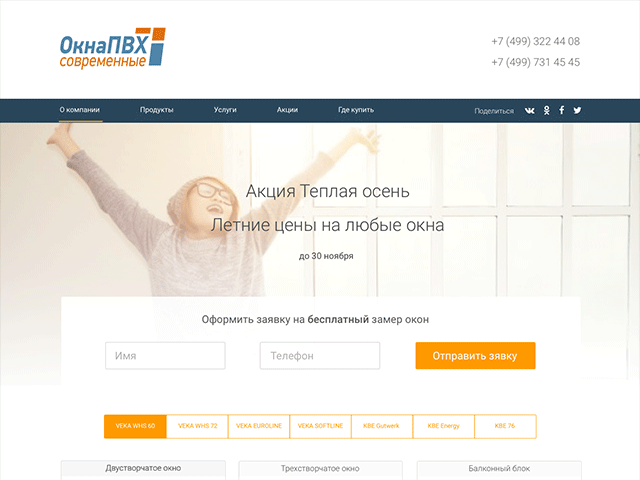 ОкнаПВХ
современные
+7 (499) 322 44 08
+7 (499) 731 45 45
О компании Продукты Услуги Акции Где купить Поделиться
Акция Теплая осень
Летние цены на любые окна
до 30 ноября
Оформить заявку на бесплатный замер окон
Имя Телефон Отправить зявку
VEKA WHS 60 VEKA WHS 72 VEKA EUROLINE VEKA SOFTLINE KBE Gutwerk KBE Energy KBE 76
Двустворчатое окно Трехстворчатое окно Балконный блок